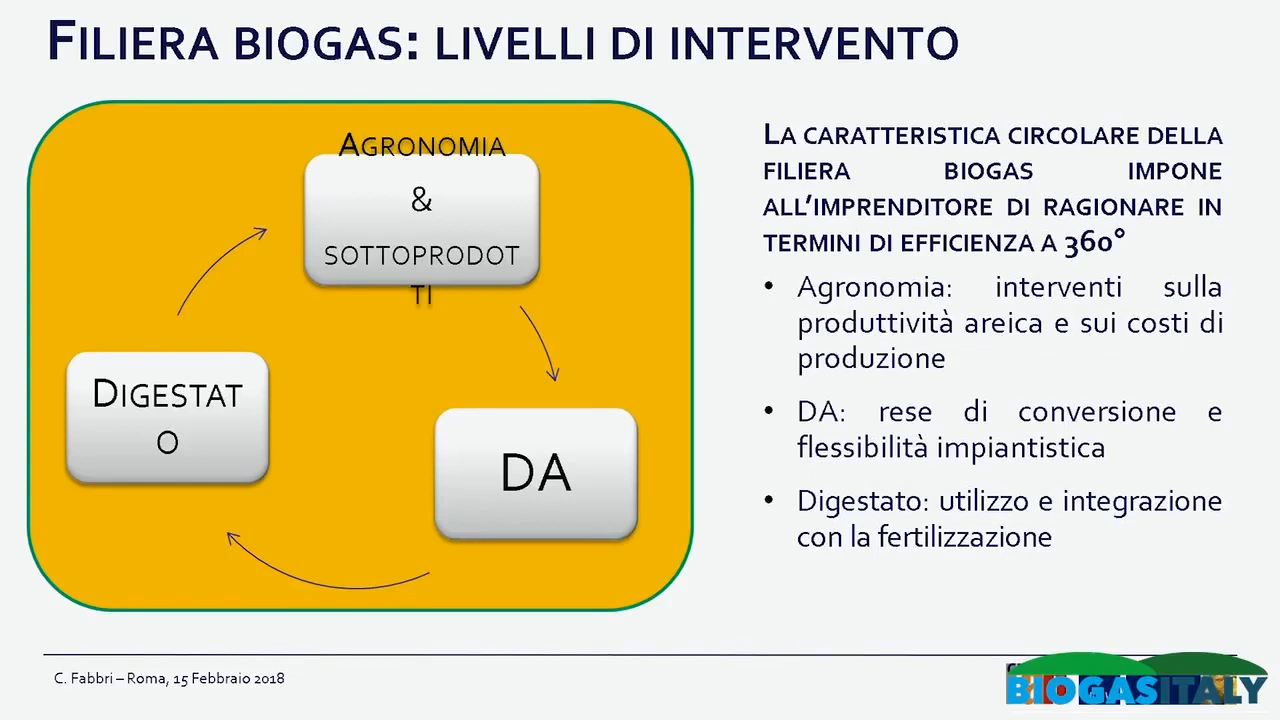 FILIERA BIOGAS: LIVELLI DI INTERVENTO
AGRONOMIA
&
SOTTOPRODOT
TI
DIGESTAT
O
DA
LA CARATTERISTICA CIRCOLARE DELLA
FILIERA BIOGAS IMPONE
ALL'IMPRENDITORE DI RAGIONARE IN
TERMINI DI EFFICIENZA A 360°
• Agronomia: interventi sulla
produttività areica e sui costi di
produzione
• DA: rese di conversione e
flessibilità impiantistica
• Digestato: utilizzo e integrazione
con la fertilizzazione
C. Fabbri – Roma, 15 Febbraio 2018
BIOGASITALY